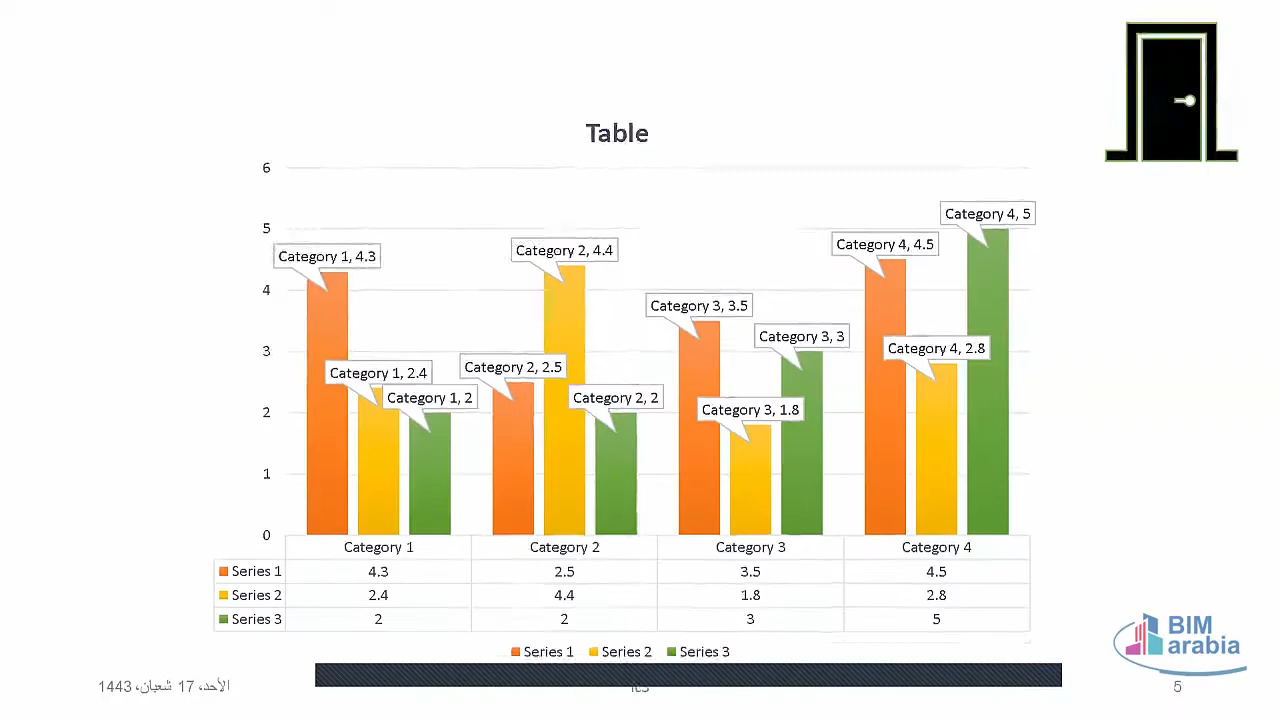 Table
6
5
4
3
2
1
0
Category 1, 4.3
Category 1, 2.4
Category 1, 2
Category 2, 2.5
Category 2, 4.4
Category 2, 2
Category 3, 3.5
Category 3, 1.8
Category 3, 3
Category 4, 4.5
Category 4, 2.8
Category 4, 5
Category 1 Category 2 Category 3 Category 4
Series 1 4.3 2.5 3.5 4.5
Series 2 2.4 4.4 1.8 2.8
Series 3 2 2 3 5
Series 1 Series 2 Series 3
BIM
arabia
الأحد، 17 شعبان، 1443
5